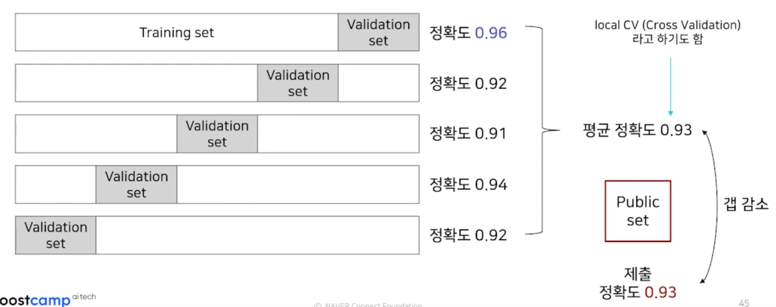 Training set
Validation
set
정확도 0.96
Validation
set
정확도 0.92
Validation
set
정확도 0.91
Validation
set
정확도 0.94
Validation
set
정확도 0.92
local CV (Cross Validation)
라고 하기도 함
평균 정확도 0.93
Public
set
갭 감소
제출
정확도 0.93
oostcamp ai tech
© NAVER Connect Foundation
45